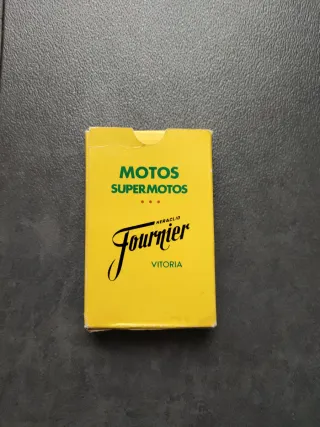 MOTOS
SUPERMOTOS
* * *
HERACLIO
Fournier
VITORIA